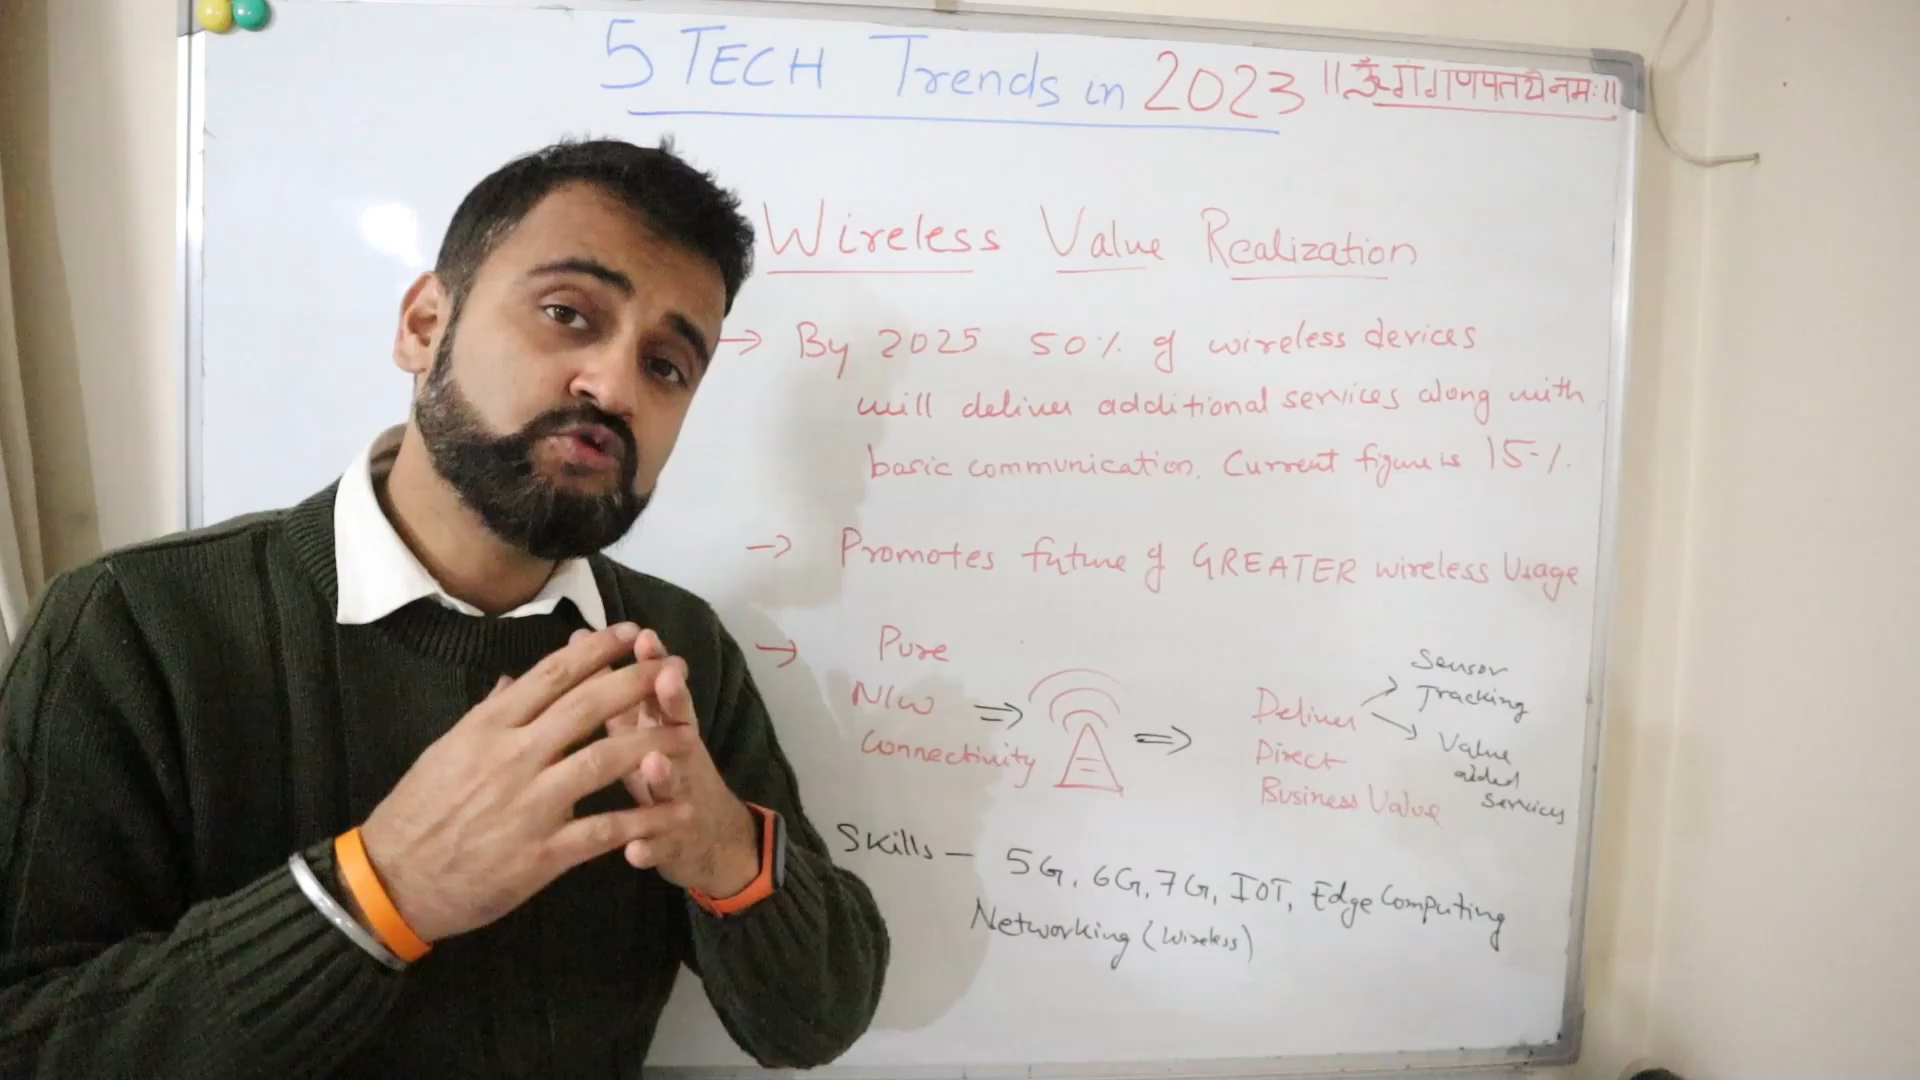 5 TECH Trends in 2023
॥ ॐ गं गणपतये नमः ॥
Wireless Value Realization
→ By 2025 50% of wireless devices
will deliver additional services along with
basic communication. Current figure is 15%.
→ Promotes future of GREATER wireless Usage
→ Pure
N/w
Connectivity
⇒
⇒
Deliver
Direct
Business Value
→ Sensor
Tracking
→ Value
added
services
Skills – 5G, 6G, 7G, IOT, Edge Computing
Networking (Wireless)